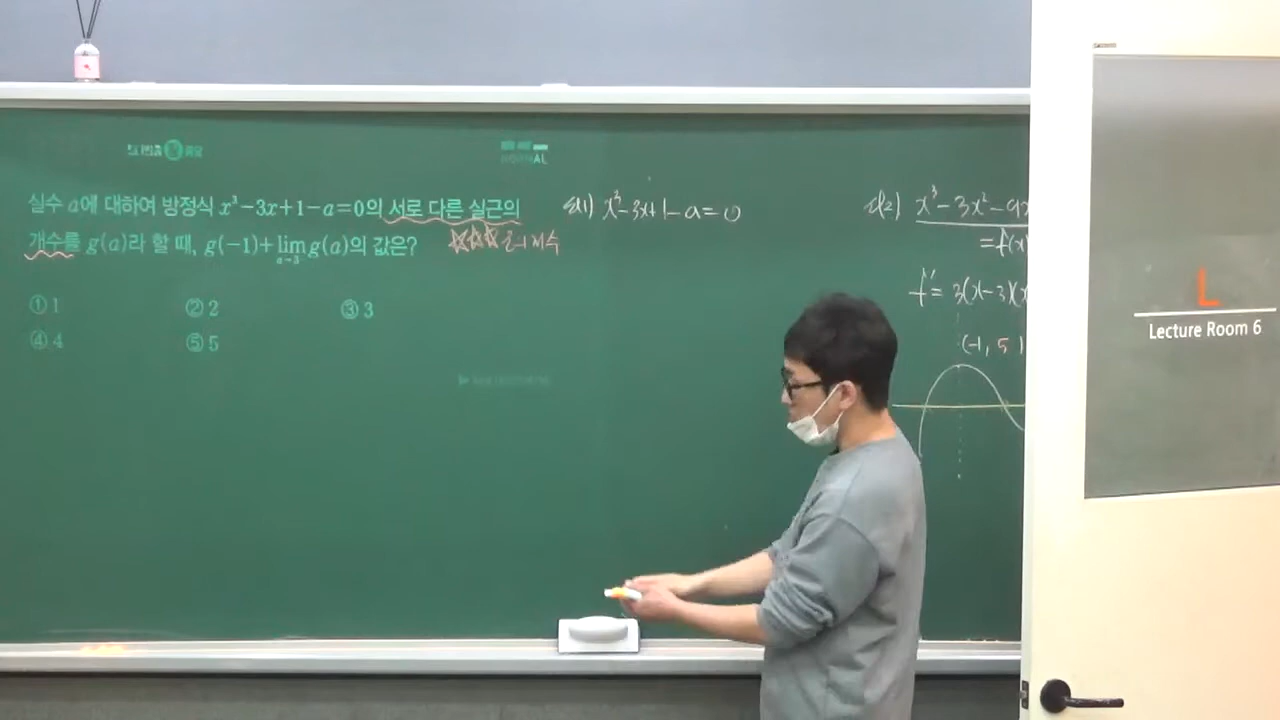 NORMAL
실수 a에 대하여 방정식 x³-3x+1-a=0의 서로 다른 실근의
개수를 g(a)라 할 때, g(-1)+lim g(a)의 값은?
a→3
① 1
② 2
③ 3
④ 4
⑤ 5
x³-3x+1-a=0
x³-3x²-9x
=f(x)
f'= 3(x-3)(x
(-1, 5)
L
Lecture Room 6